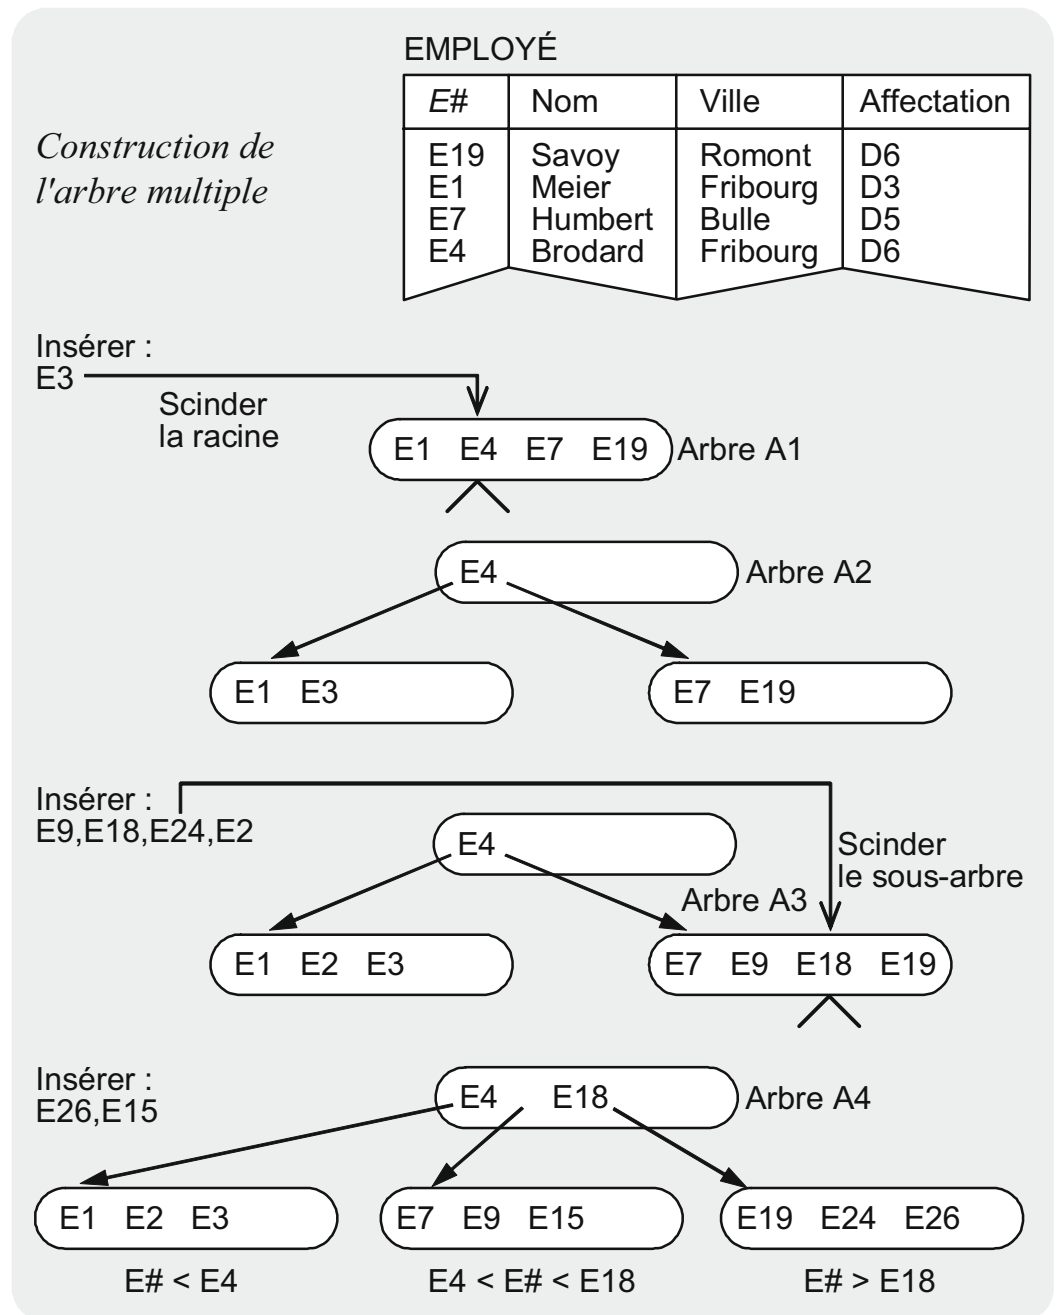 EMPLOYÉ
E# Nom Ville Affectation
Construction de
l'arbre multiple
E19 Savoy Romont D6
E1 Meier Fribourg D3
E7 Humbert Bulle D5
E4 Brodard Fribourg D6
Insérer :
E3
Scinder
la racine
E1 E4 E7 E19 Arbre A1
E4 Arbre A2
E1 E3 E7 E19
Insérer :
E9,E18,E24,E2
E4
Scinder
le sous-arbre
Arbre A3
E1 E2 E3 E7 E9 E18 E19
Insérer :
E26,E15
E4 E18 Arbre A4
E1 E2 E3 E7 E9 E15 E19 E24 E26
E# < E4 E4 < E# < E18 E# > E18